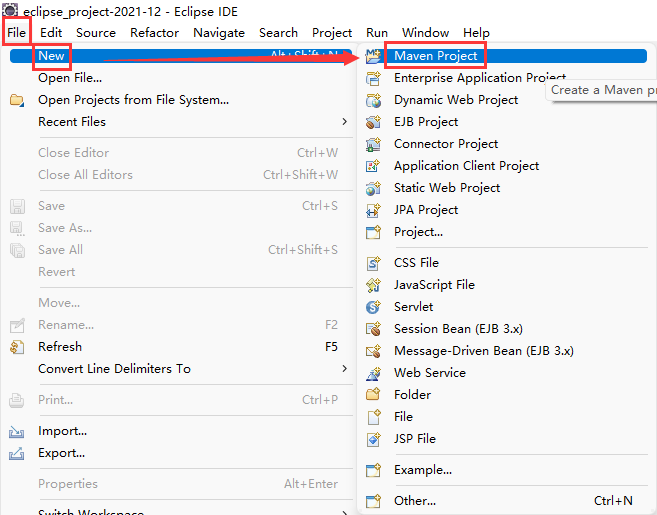 eclipse_project-2021-12 - Eclipse IDE
File Edit Source Refactor Navigate Search Project Run Window Help
New Alt+Shift+N
Open File...
Open Projects from File System...
Recent Files
Close Editor Ctrl+W
Close All Editors Ctrl+Shift+W
Save Ctrl+S
Save As...
Save All Ctrl+Shift+S
Revert
Move...
Rename... F2
Refresh F5
Convert Line Delimiters To
Print... Ctrl+P
Import...
Export...
Properties Alt+Enter
Switch Workspace
Maven Project
Enterprise Application Project
Create a Maven p
Dynamic Web Project
EJB Project
Connector Project
Application Client Project
Static Web Project
JPA Project
Project...
CSS File
JavaScript File
Servlet
Session Bean (EJB 3.x)
Message-Driven Bean (EJB 3.x)
Web Service
Folder
File
JSP File
Example...
Other... Ctrl+N